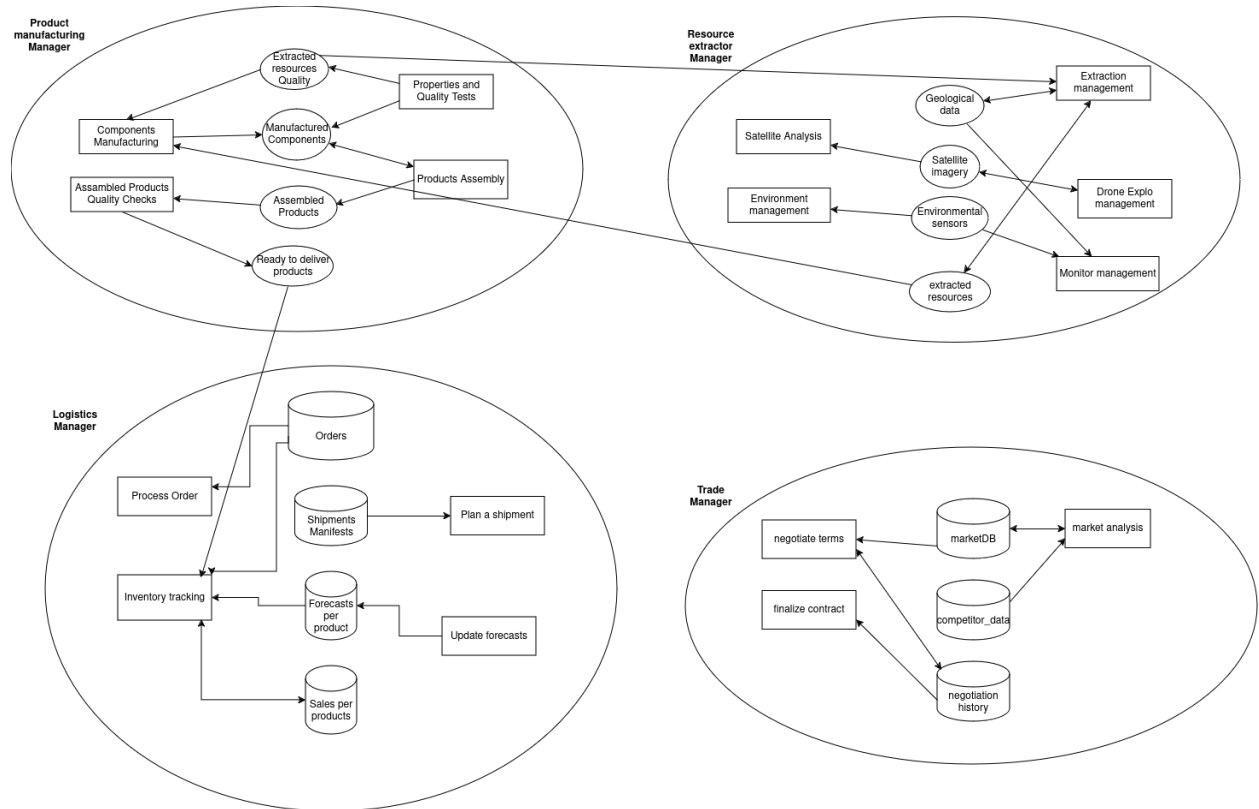 Product
manufacturing
Manager
Extracted
resources
Quality
Properties and
Quality Tests
Components
Manufacturing
Manufactured
Components
Products Assembly
Assambled Products
Quality Checks
Assembled
Products
Ready to deliver
products
Resource
extractor
Manager
Extraction
management
Geological
data
Satellite Analysis
Satellite
imagery
Drone Explo
management
Environment
management
Environmental
sensors
Monitor management
extracted
resources
Logistics
Manager
Orders
Process Order
Shipments
Manifests
Plan a shipment
Inventory tracking
Forecasts
per
product
Update forecasts
Sales per
products
Trade
Manager
negotiate terms
marketDB
market analysis
finalize contract
competitor_data
negotiation
history